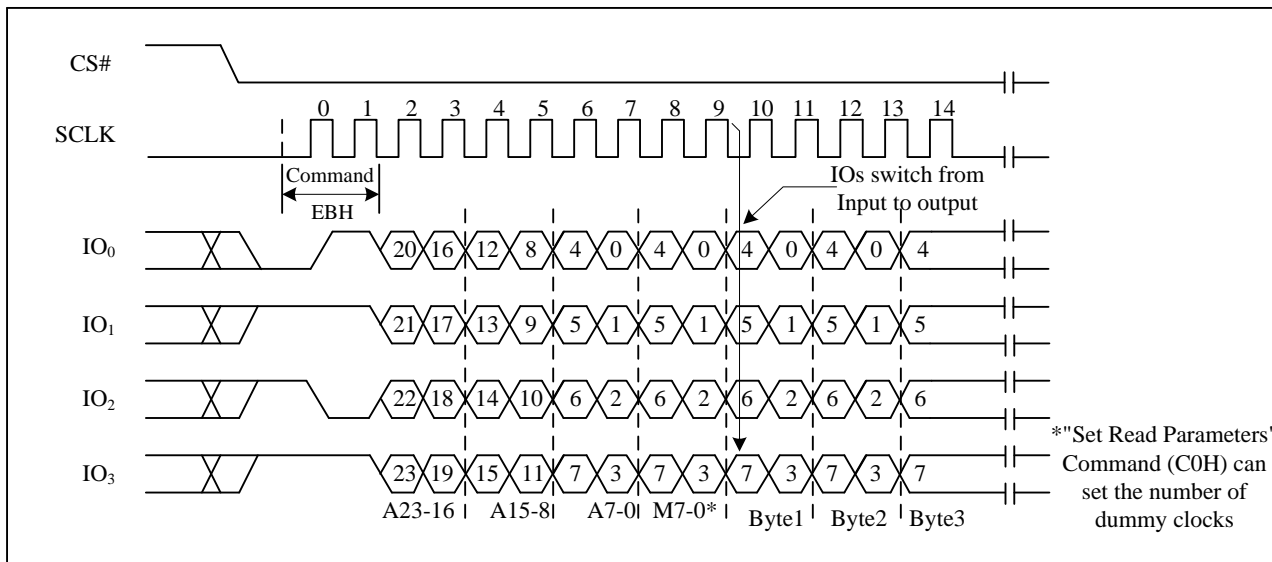 CS#
0 1 2 3 4 5 6 7 8 9 10 11 12 13 14
SCLK
Command
EBH
IOs switch from
Input to output
IO0 20 16 12 8 4 0 4 0 4 0 4 0 4
IO1 21 17 13 9 5 1 5 1 5 1 5 1 5
IO2 22 18 14 10 6 2 6 2 6 2 6 2 6
IO3 23 19 15 11 7 3 7 3 7 3 7 3 7
A23-16 A15-8 A7-0 M7-0* Byte1 Byte2 Byte3
*"Set Read Parameters"
Command (C0H) can
set the number of
dummy clocks